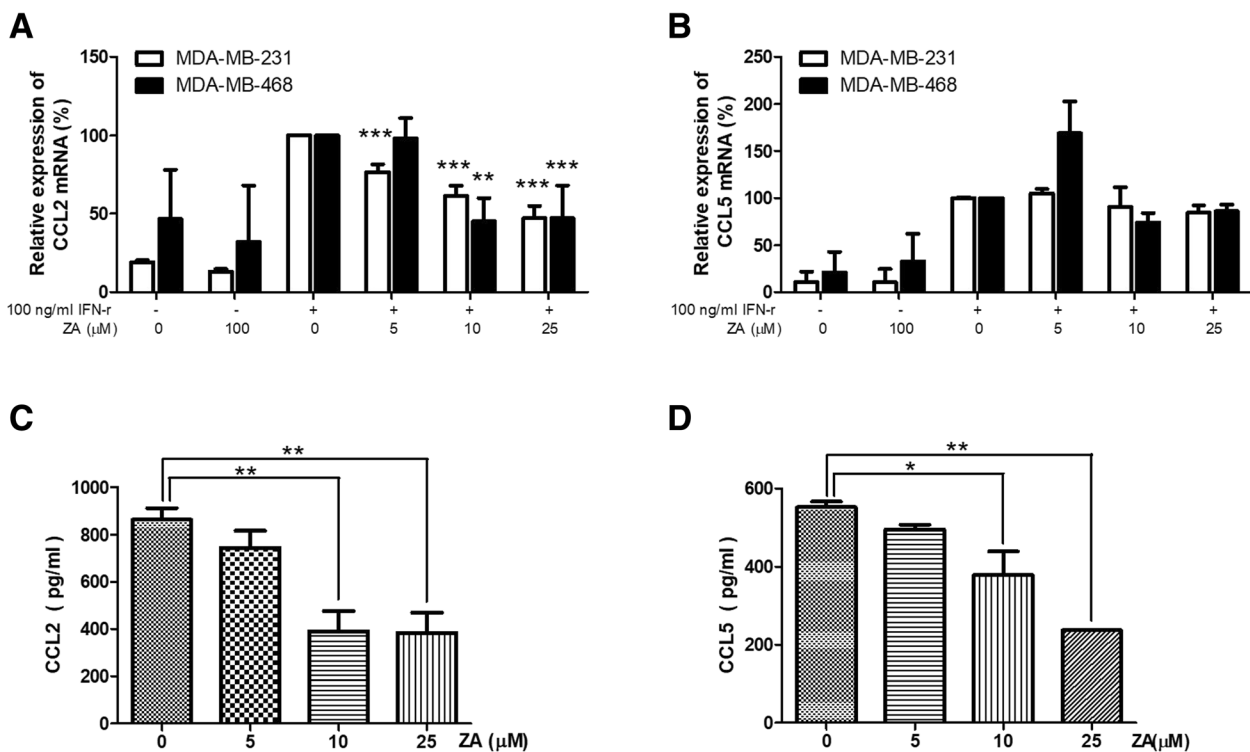 A
Relative expression of
CCL2 mRNA (%)
150
100
50
0
MDA-MB-231
MDA-MB-468
***
***
**
***
***
100 ng/ml IFN-r - - + + + +
ZA (μM) 0 100 0 5 10 25
B
Relative expression of
CCL5 mRNA (%)
250
200
150
100
50
0
MDA-MB-231
MDA-MB-468
100 ng/ml IFN-r - - + + + +
ZA (μM) 0 100 0 5 10 25
C
CCL2 ( pg/ml)
1000
800
600
400
200
0
**
**
0 5 10 25 ZA (μM)
D
CCL5 ( pg/ml)
600
400
200
0
**
*
0 5 10 25 ZA(μM)